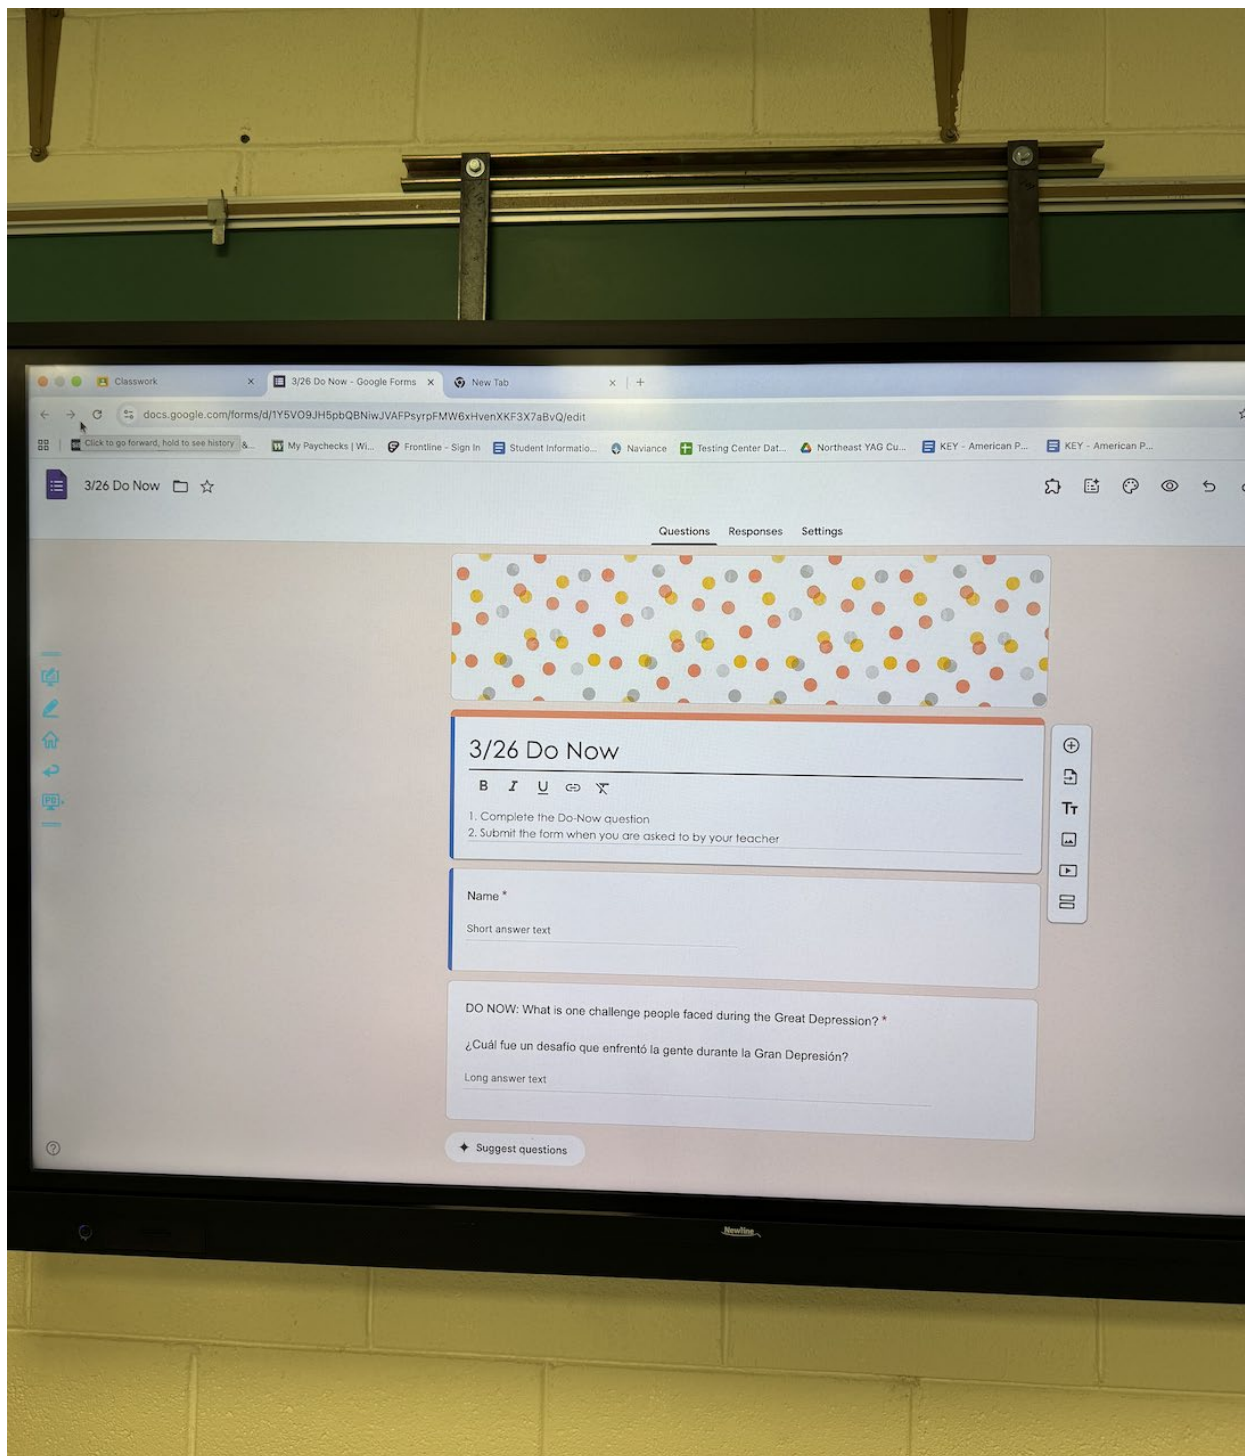 Classwork
3/26 Do Now - Google Forms
New Tab
docs.google.com/forms/d/1Y5VO9JH5pbQBNiwJVAFPsyrpFMW6xHvenXKF3X7aBvQ/edit
Click to go forward, hold to see history
&...
My Paychecks | Wi...
Frontline - Sign In
Student Informatio...
Naviance
Testing Center Dat...
Northeast YAG Cu...
KEY - American P...
KEY - American P...
3/26 Do Now
Questions Responses Settings
3/26 Do Now
B I U
1. Complete the Do-Now question
2. Submit the form when you are asked to by your teacher
Name *
Short answer text
DO NOW: What is one challenge people faced during the Great Depression? *
¿Cuál fue un desafío que enfrentó la gente durante la Gran Depresión?
Long answer text
Suggest questions
Newline